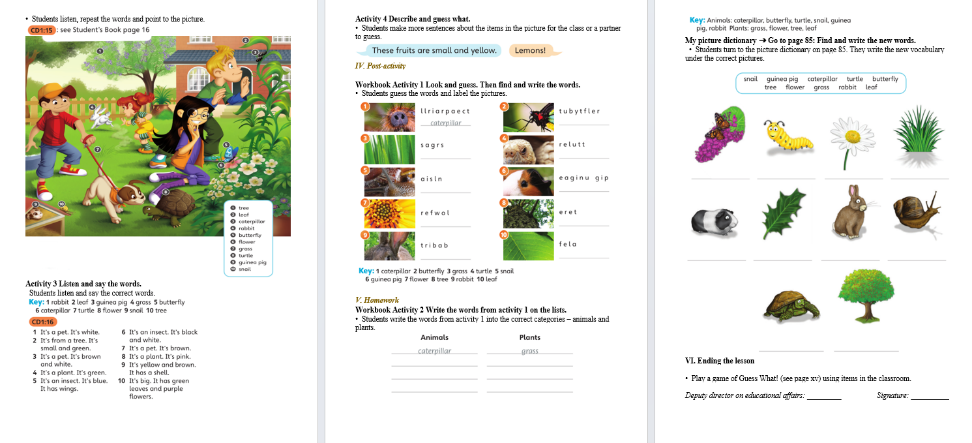 • Students listen, repeat the words and point to the picture.
CD1:15 : see Student's Book page 16
1 tree
2 leaf
3 caterpillar
4 rabbit
5 butterfly
6 flower
7 grass
8 turtle
9 guinea pig
10 snail
Activity 3 Listen and say the words.
Students listen and say the correct words.
Key: 1 rabbit 2 leaf 3 guinea pig 4 grass 5 butterfly
6 caterpillar 7 turtle 8 flower 9 snail 10 tree
CD1:16
1 It's a pet. It's white.
2 It's from a tree. It's
small and green.
3 It's a pet. It's brown
and white.
4 It's a plant. It's green.
5 It's an insect. It's blue.
It has wings.
6 It's an insect. It's black
and white.
7 It's a pet. It's brown.
8 It's a plant. It's pink.
9 It's yellow and brown.
It has a shell.
10 It's big. It has green
leaves and purple
flowers.
Activity 4 Describe and guess what.
• Students make more sentences about the items in the picture for the class or a partner
to guess.
These fruits are small and yellow. Lemons!
IV. Post-activity
Workbook Activity 1 Look and guess. Then find and write the words.
• Students guess the words and label the pictures.
1 llriarpaect
caterpillar
2 tubytfler
3 sagrs
4 relutt
5 aisln
6 eaginu gip
7 refwol
8 eret
9 tribab
10 fela
Key: 1 caterpillar 2 butterfly 3 grass 4 turtle 5 snail
6 guinea pig 7 flower 8 tree 9 rabbit 10 leaf
V. Homework
Workbook Activity 2 Write the words from activity 1 on the lists.
• Students write the words from activity 1 into the correct categories – animals and
plants.
Animals Plants
caterpillar grass
Key: Animals: caterpillar, butterfly, turtle, snail, guinea
pig, rabbit Plants: grass, flower, tree, leaf
My picture dictionary → Go to page 85: Find and write the new words.
• Students turn to the picture dictionary on page 85. They write the new vocabulary
under the correct pictures.
snail guinea pig caterpillar turtle butterfly
tree flower grass rabbit leaf
VI. Ending the lesson
• Play a game of Guess What! (see page xv) using items in the classroom.
Deputy director on educational affairs: _________ Signature: _________